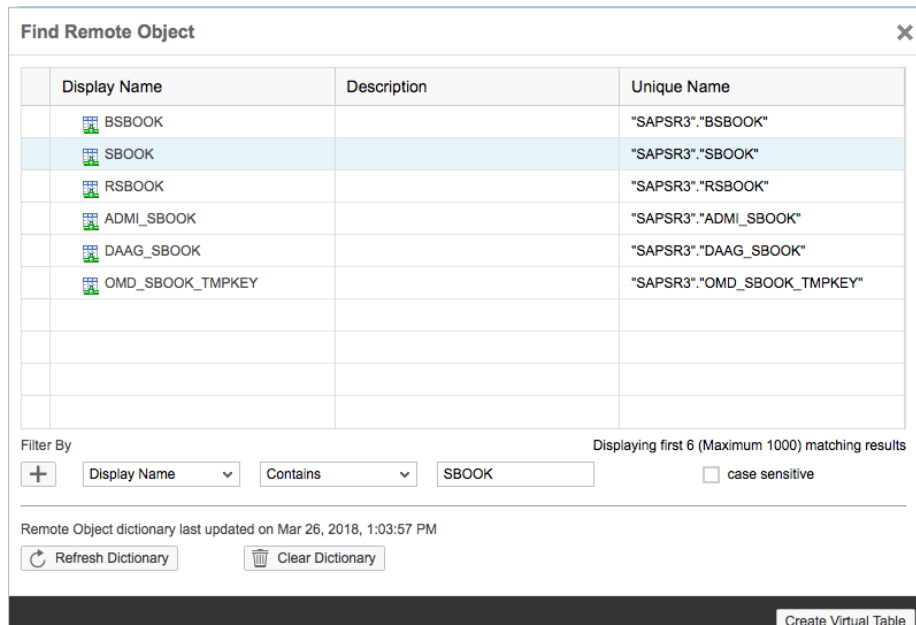 Find Remote Object
Display Name Description Unique Name
BSBOOK "SAPSR3"."BSBOOK"
SBOOK "SAPSR3"."SBOOK"
RSBOOK "SAPSR3"."RSBOOK"
ADMI_SBOOK "SAPSR3"."ADMI_SBOOK"
DAAG_SBOOK "SAPSR3"."DAAG_SBOOK"
OMD_SBOOK_TMPKEY "SAPSR3"."OMD_SBOOK_TMPKEY"
Filter By Displaying first 6 (Maximum 1000) matching results
Display Name Contains SBOOK case sensitive
Remote Object dictionary last updated on Mar 26, 2018, 1:03:57 PM
Refresh Dictionary Clear Dictionary
Create Virtual Table